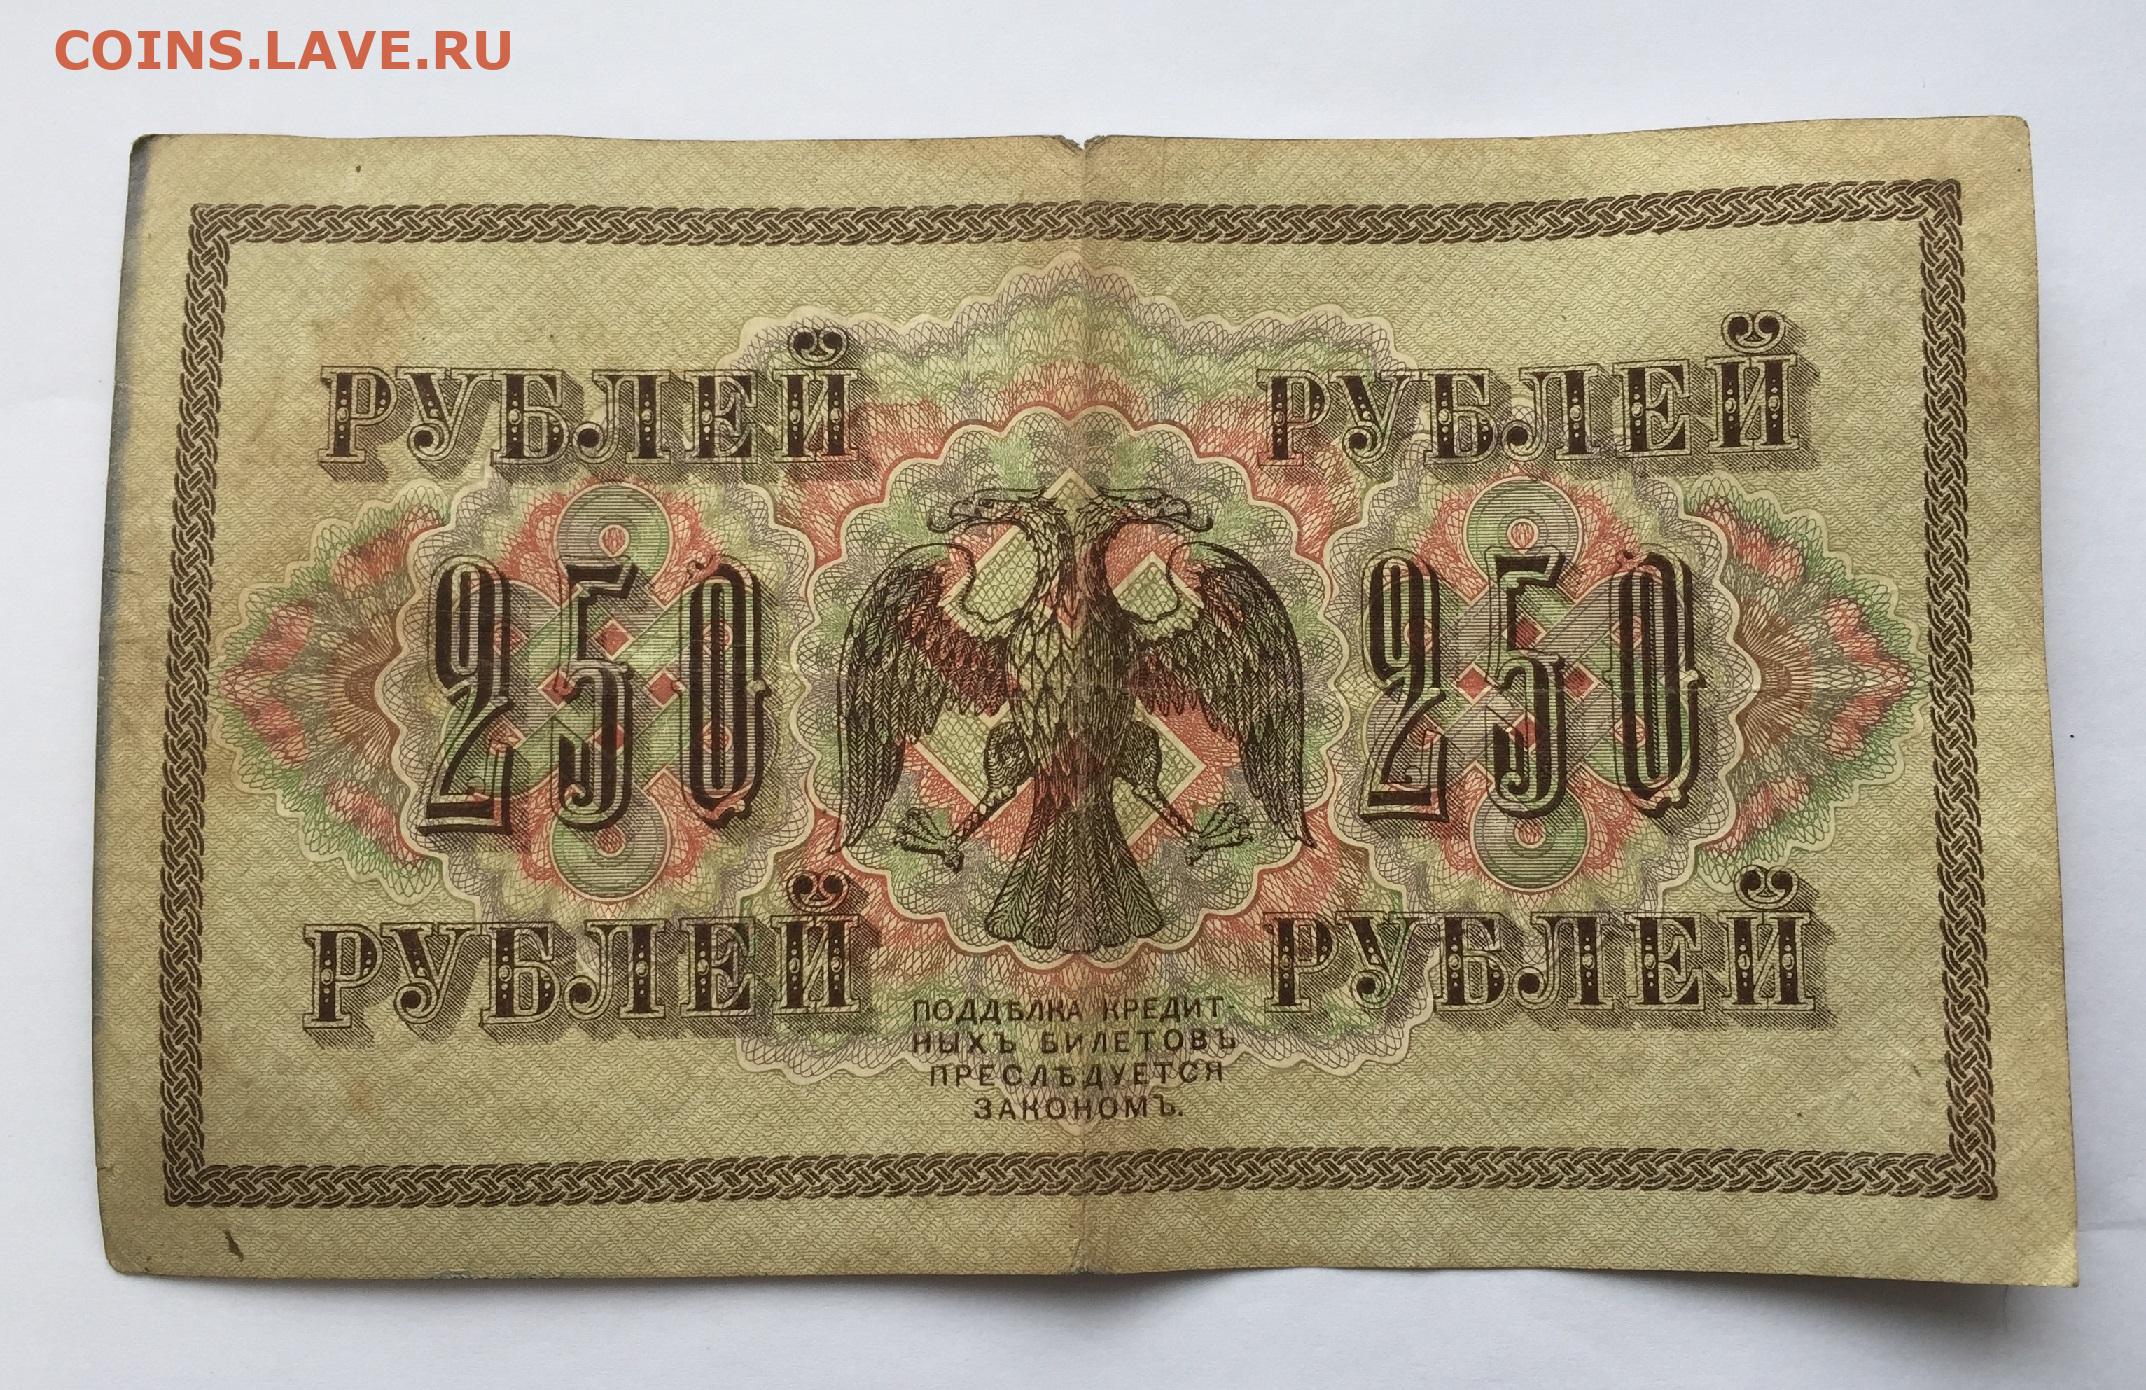 COINS.LAVE.RU
РУБЛЕЙ РУБЛЕЙ
250 250
РУБЛЕЙ РУБЛЕЙ
ПОДДѢЛКА КРЕДИТ-
НЫХЪ БИЛЕТОВЪ
ПРЕСЛѢДУЕТСЯ
ЗАКОНОМЪ.